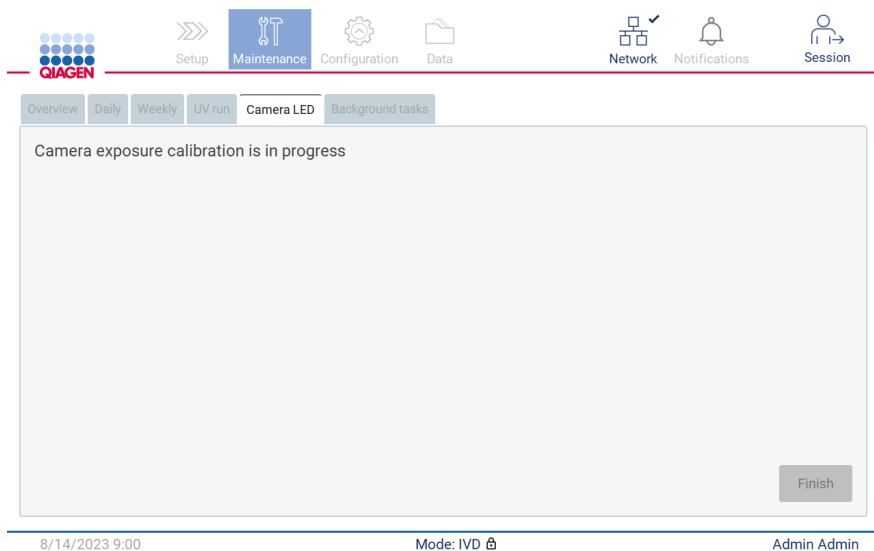 QIAGEN
Setup Maintenance Configuration Data Network Notifications Session
Overview Daily Weekly UV run Camera LED Background tasks
Camera exposure calibration is in progress
Finish
8/14/2023 9:00 Mode: IVD Admin Admin